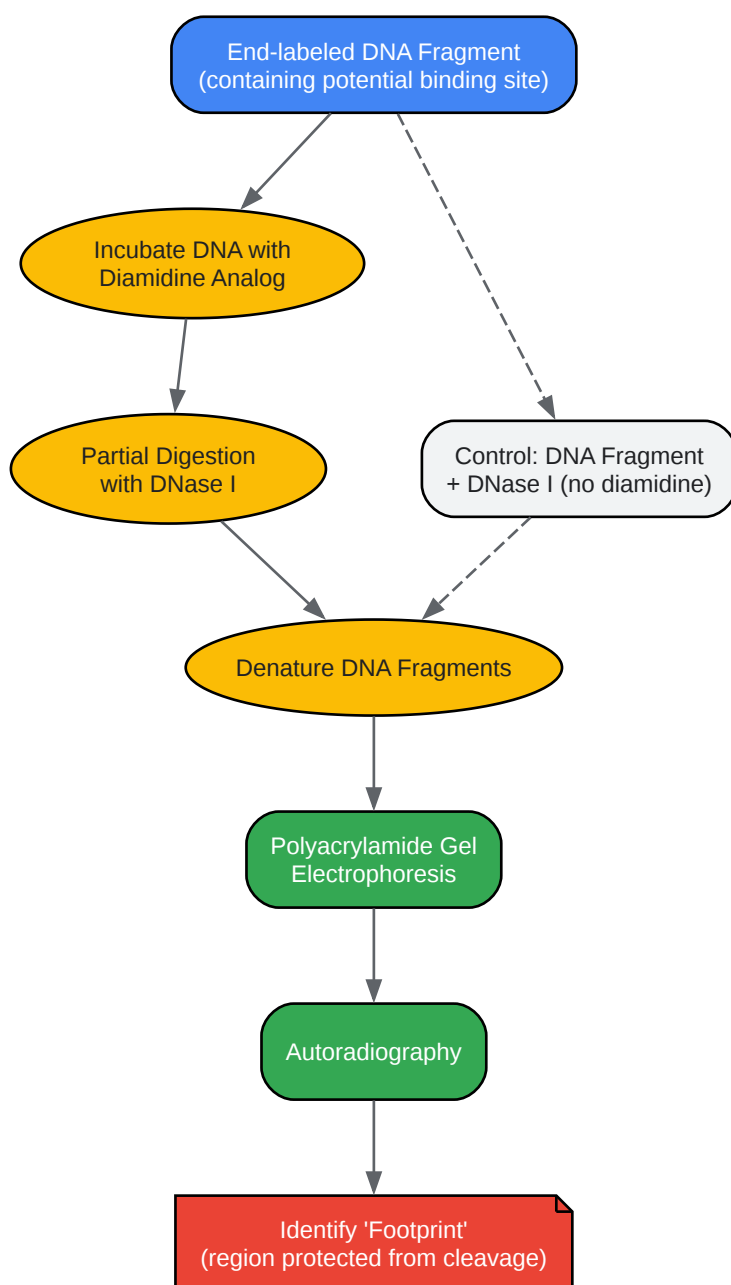 End-labeled DNA Fragment
(containing potential binding site)
Incubate DNA with
Diamidine Analog
Partial Digestion
with DNase I
Control: DNA Fragment
+ DNase I (no diamidine)
Denature DNA Fragments
Polyacrylamide Gel
Electrophoresis
Autoradiography
Identify 'Footprint'
(region protected from cleavage)